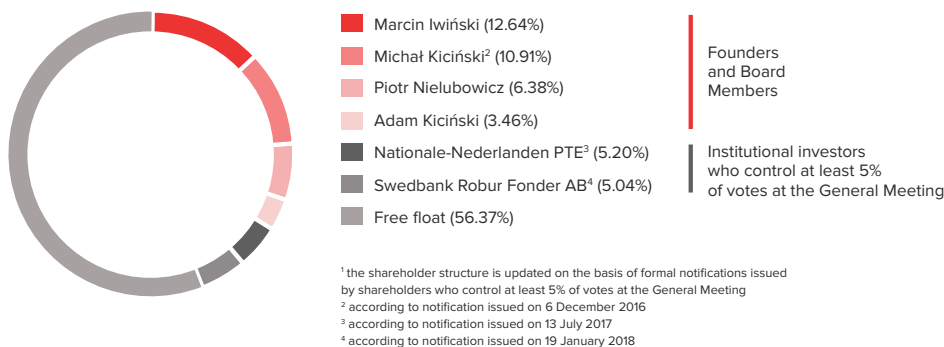 Marcin Iwiński (12.64%)
Michał Kiciński² (10.91%)
Piotr Nielubowicz (6.38%)
Adam Kiciński (3.46%)
Nationale-Nederlanden PTE³ (5.20%)
Swedbank Robur Fonder AB⁴ (5.04%)
Free float (56.37%)
Founders
and Board
Members
Institutional investors
who control at least 5%
of votes at the General Meeting
¹ the shareholder structure is updated on the basis of formal notifications issued
by shareholders who control at least 5% of votes at the General Meeting
² according to notification issued on 6 December 2016
³ according to notification issued on 13 July 2017
⁴ according to notification issued on 19 January 2018